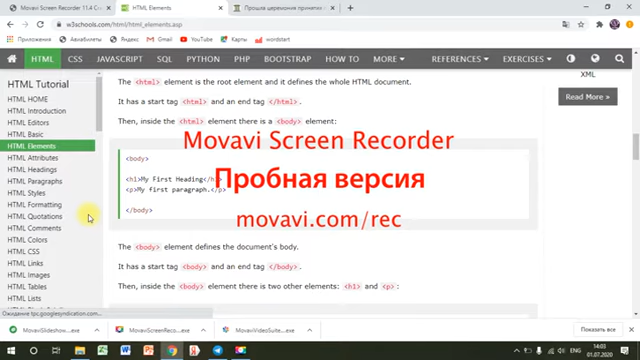 Movavi Screen Recorder 11.4 C
HTML Elements
Прошла церемония принятия
w3schools.com/html/html_elements.asp
Приложения
Авиабилеты
Яндекс
Gmail
YouTube
Карты
wordstart
HTML CSS JAVASCRIPT SQL PHP BOOTSTRAP HOW TO MORE REFERENCES EXERCISES
HTML Tutorial
HTML HOME
HTML Introduction
HTML Editors
HTML Basic
HTML Elements
HTML Attributes
HTML Headings
HTML Paragraphs
HTML Styles
HTML Formatting
HTML Quotations
HTML Comments
HTML Colors
HTML CSS
HTML Links
HTML Images
HTML Tables
HTML Lists
The <html> element is the root element and it defines the whole HTML document.
It has a start tag <html> and an end tag </html>.
Then, inside the <html> element there is a <body> element:
<body>
<h1>My First Heading</h1>
<p>My first paragraph.</p>
</body>
The <body> element defines the document's body.
It has a start tag <body> and an end tag </body>.
Then, inside the <body> element there is two other elements: <h1> and <p>:
XML
Read More »
Movavi Screen Recorder
Пробная версия
movavi.com/rec
Ожидание tpc.googlesyndication.com...
MovaviSlideshow....exe
MovaviScreenRecor....exe
MovaviVideoSuite....exe
Показать все
ENG
14:03
01.07.2020